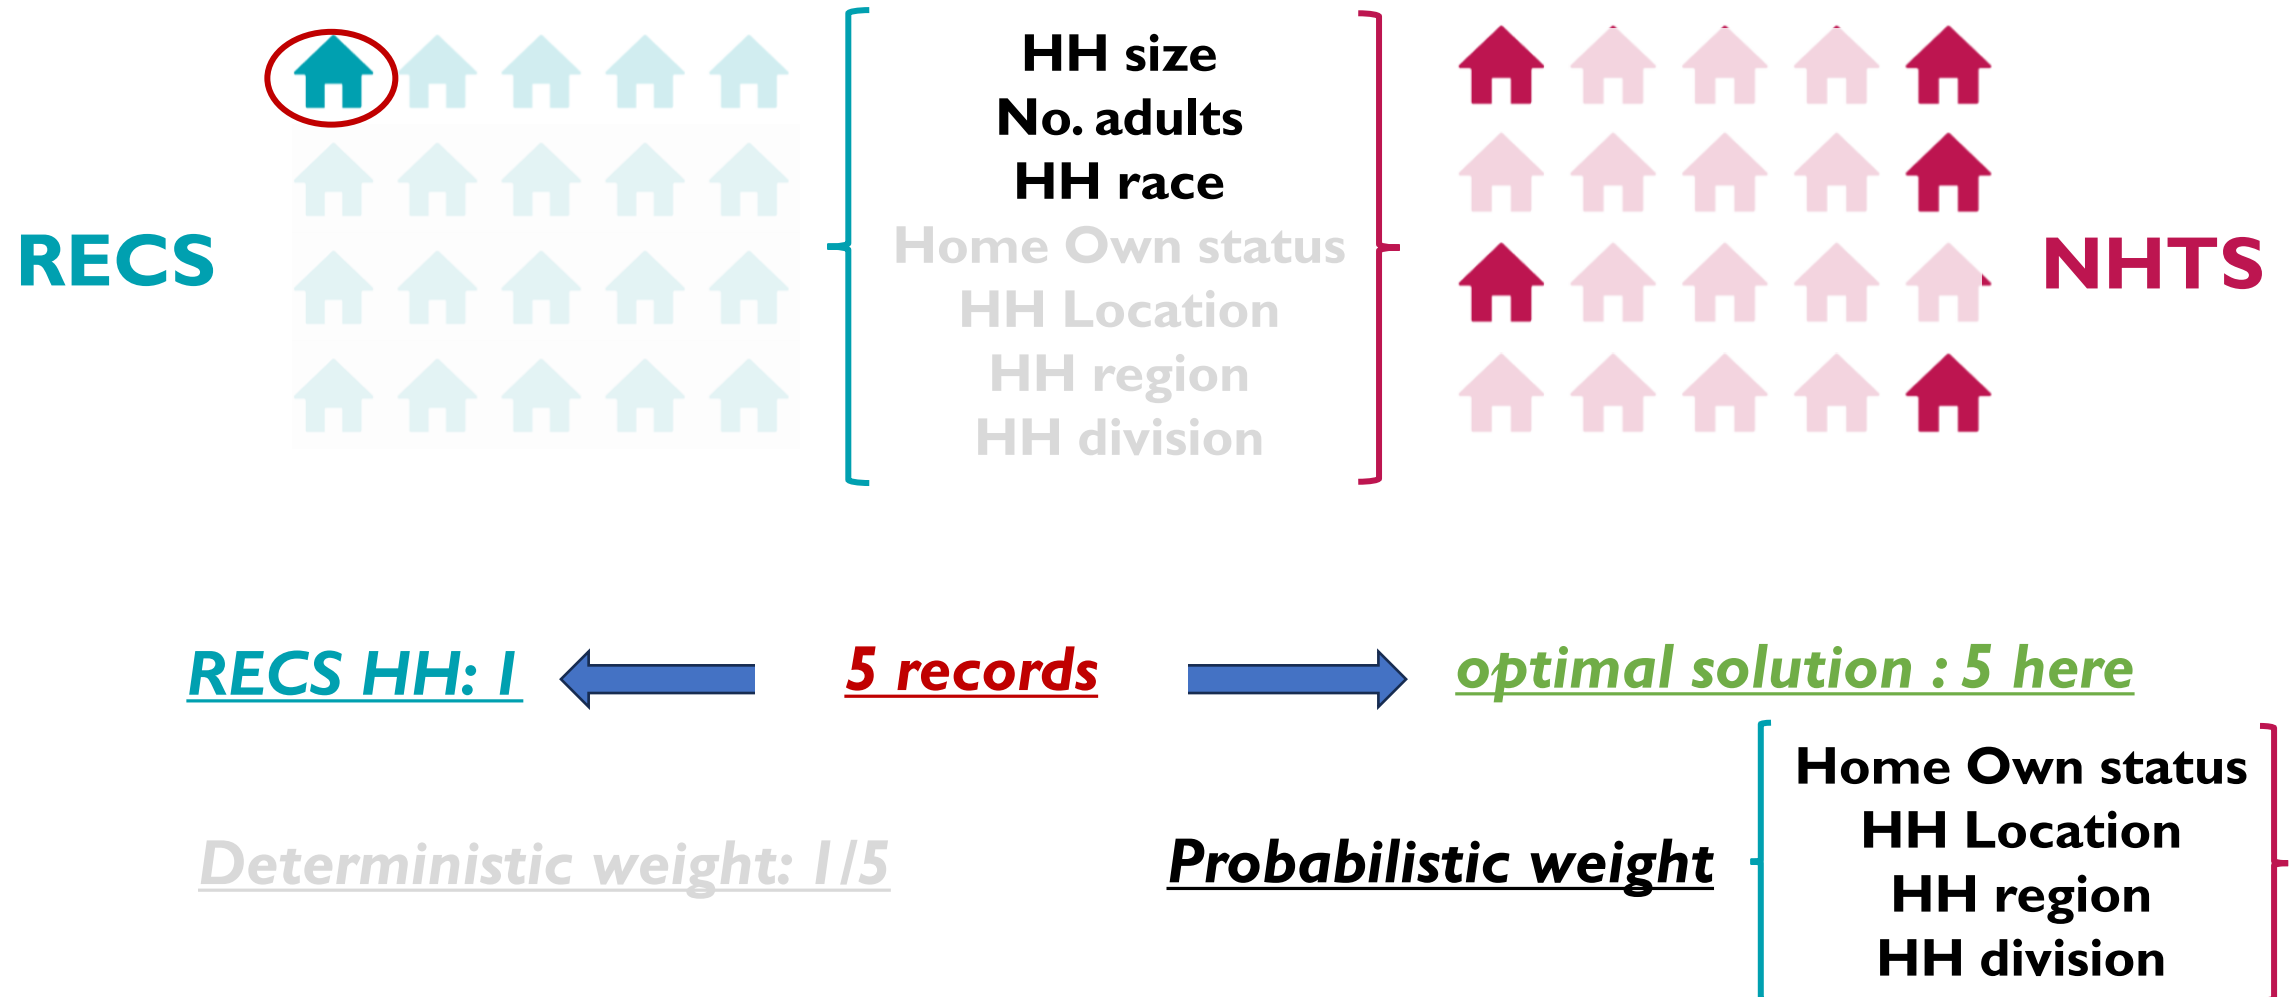 RECS
HH size
No. adults
HH race
Home Own status
HH Location
HH region
HH division
NHTS
RECS HH: 1
5 records
optimal solution : 5 here
Deterministic weight: 1/5
Probabilistic weight
Home Own status
HH Location
HH region
HH division